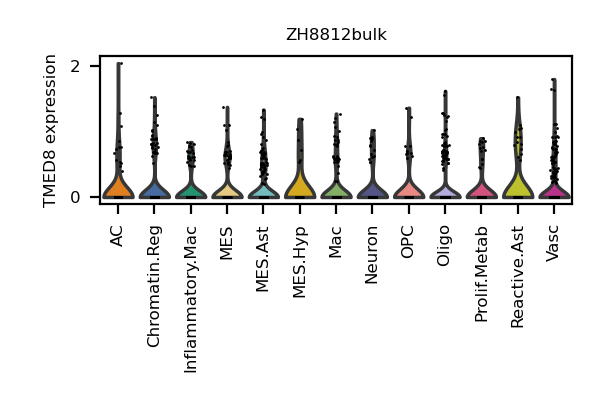 ZH8812bulk
TMED8 expression
2
0
AC
Chromatin.Reg
Inflammatory.Mac
MES
MES.Ast
MES.Hyp
Mac
Neuron
OPC
Oligo
Prolif.Metab
Reactive.Ast
Vasc